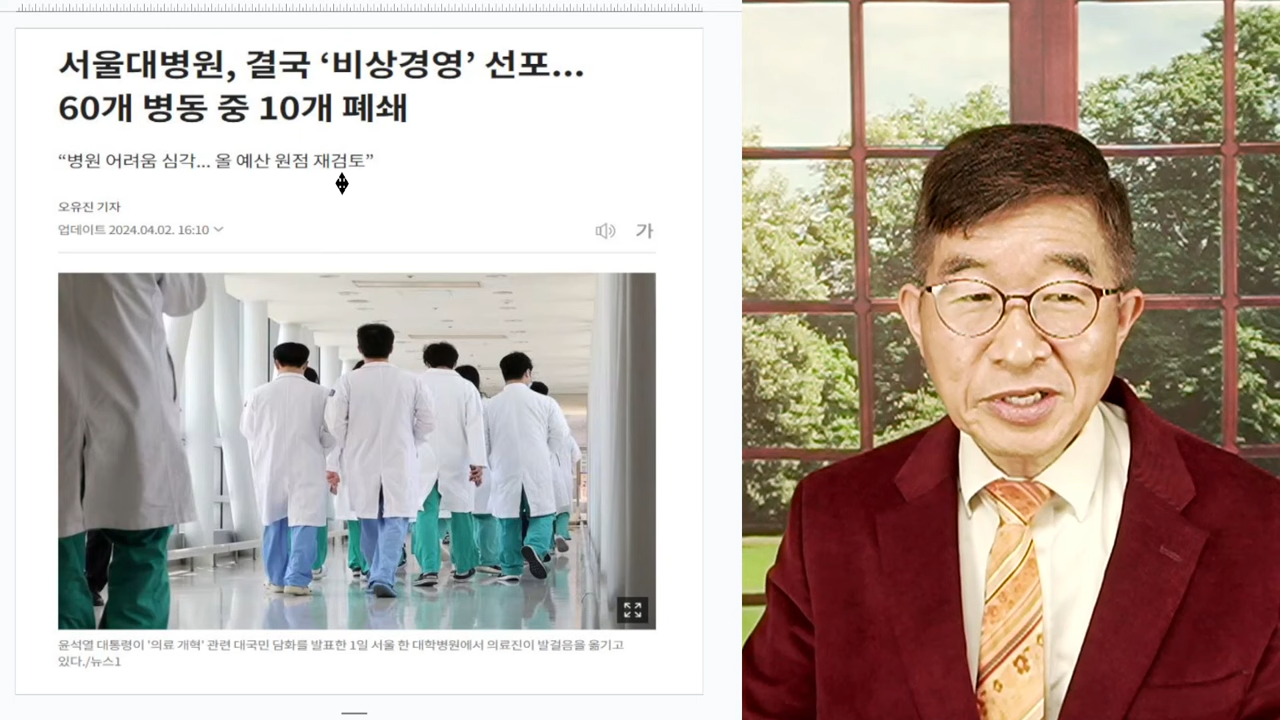 서울대병원, 결국 ‘비상경영’ 선포...
60개 병동 중 10개 폐쇄
“병원 어려움 심각... 올 예산 원점 재검토”
오유진 기자
업데이트 2024.04.02. 16:10
가
윤석열 대통령이 '의료 개혁' 관련 대국민 담화를 발표한 1일 서울 한 대학병원에서 의료진이 발걸음을 옮기고
있다./뉴스1